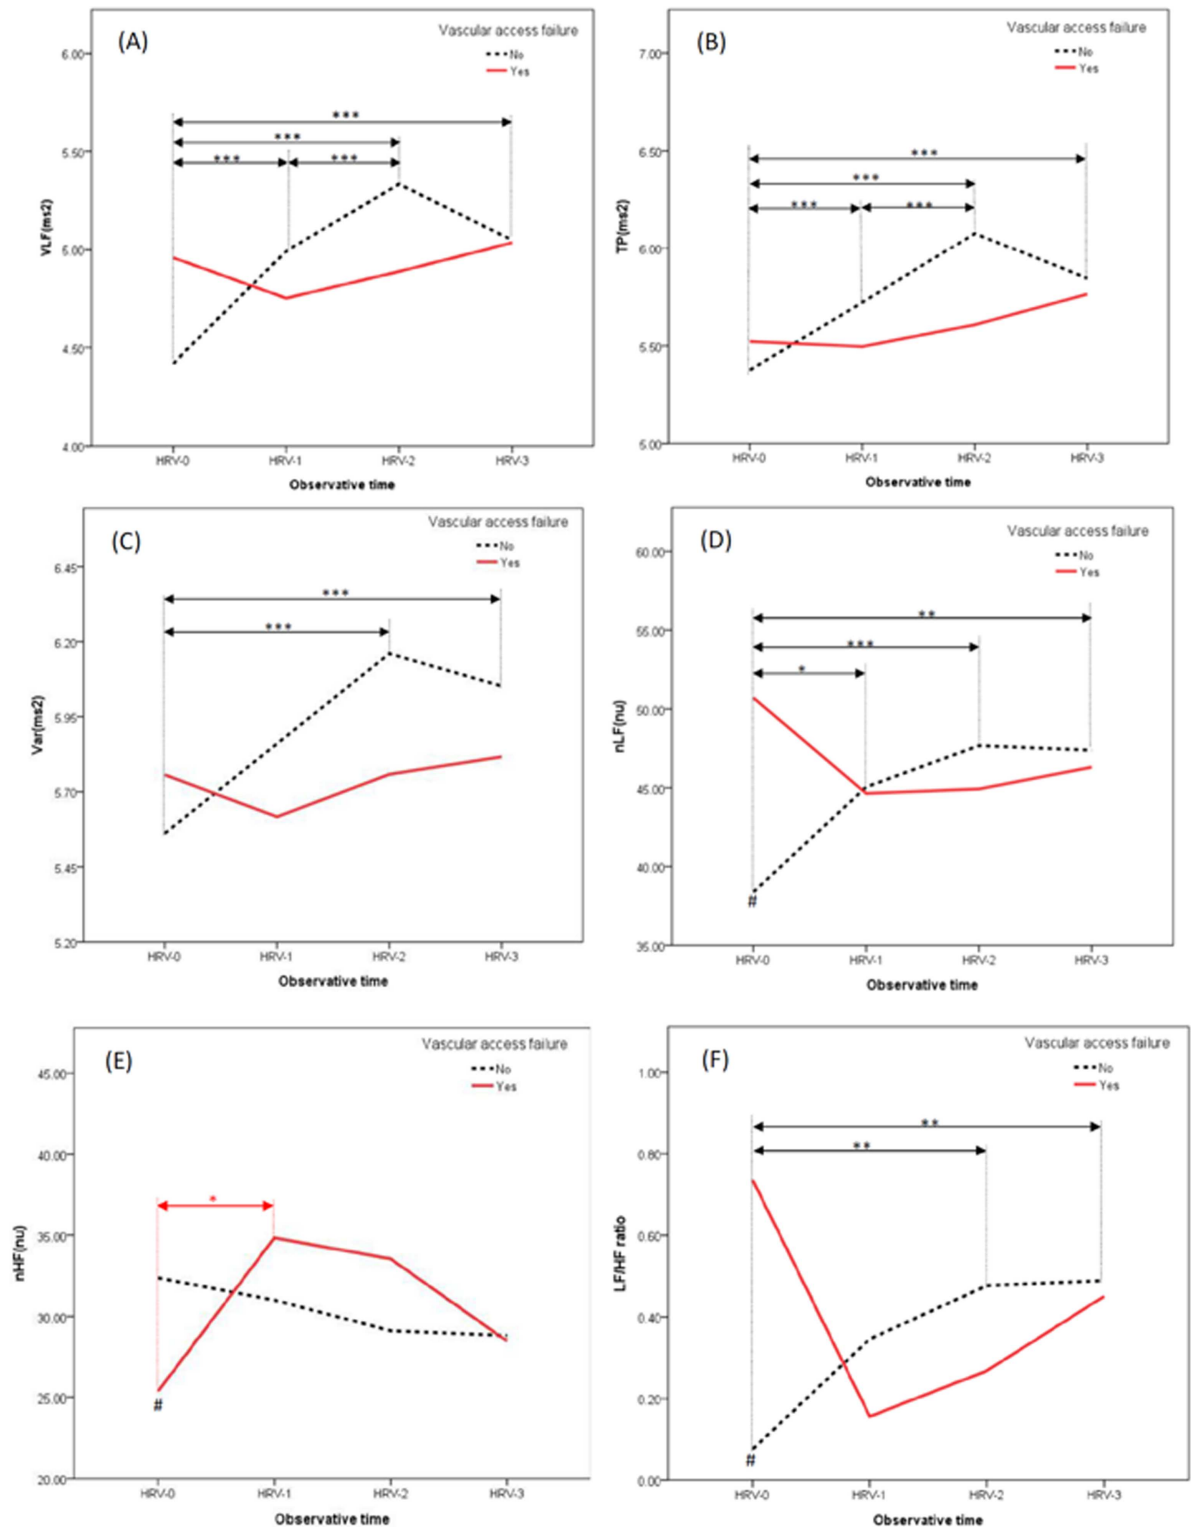 (A)
Vascular access failure
No
Yes
6.00
5.50
5.00
4.50
4.00
VLF(ms2)
***
***
*** ***
HRV-0 HRV-1 HRV-2 HRV-3
Observative time
(B)
Vascular access failure
No
Yes
7.00
6.50
6.00
5.50
5.00
TP(ms2)
***
***
*** ***
HRV-0 HRV-1 HRV-2 HRV-3
Observative time
(C)
Vascular access failure
No
Yes
6.45
6.20
5.95
5.70
5.45
5.20
Var(ms2)
***
***
HRV-0 HRV-1 HRV-2 HRV-3
Observative time
(D)
Vascular access failure
No
Yes
60.00
55.00
50.00
45.00
40.00
35.00
nLF(nu)
**
***
*
#
HRV-0 HRV-1 HRV-2 HRV-3
Observative time
(E)
Vascular access failure
No
Yes
45.00
40.00
35.00
30.00
25.00
20.00
nHF(nu)
*
#
HRV-0 HRV-1 HRV-2 HRV-3
Observative time
(F)
Vascular access failure
No
Yes
1.00
0.80
0.60
0.40
0.20
0.00
LF/HF ratio
**
**
#
HRV-0 HRV-1 HRV-2 HRV-3
Observative time